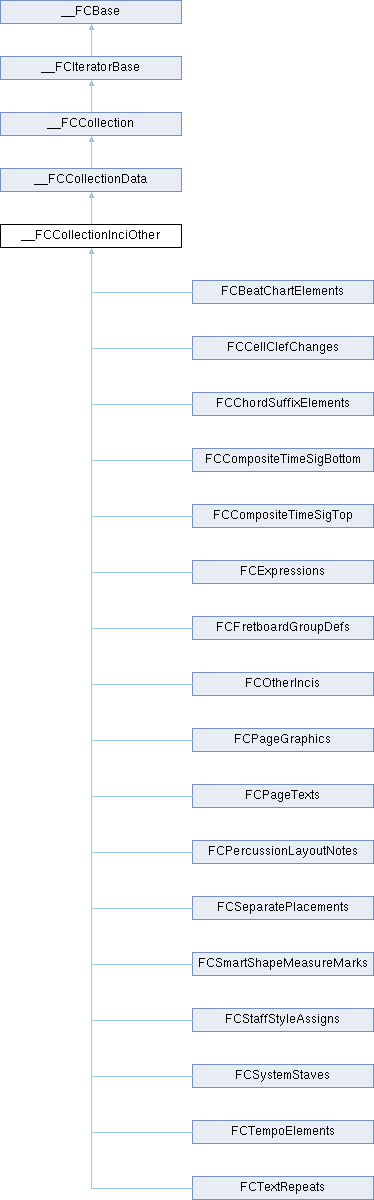 __FCBase
__FCIteratorBase
__FCCollection
__FCCollectionData
__FCCollectionInciOther
FCBeatChartElements
FCCellClefChanges
FCChordSuffixElements
FCCompositeTimeSigBottom
FCCompositeTimeSigTop
FCExpressions
FCFretboardGroupDefs
FCOtherIncis
FCPageGraphics
FCPageTexts
FCPercussionLayoutNotes
FCSeparatePlacements
FCSmartShapeMeasureMarks
FCStaffStyleAssigns
FCSystemStaves
FCTempoElements
FCTextRepeats